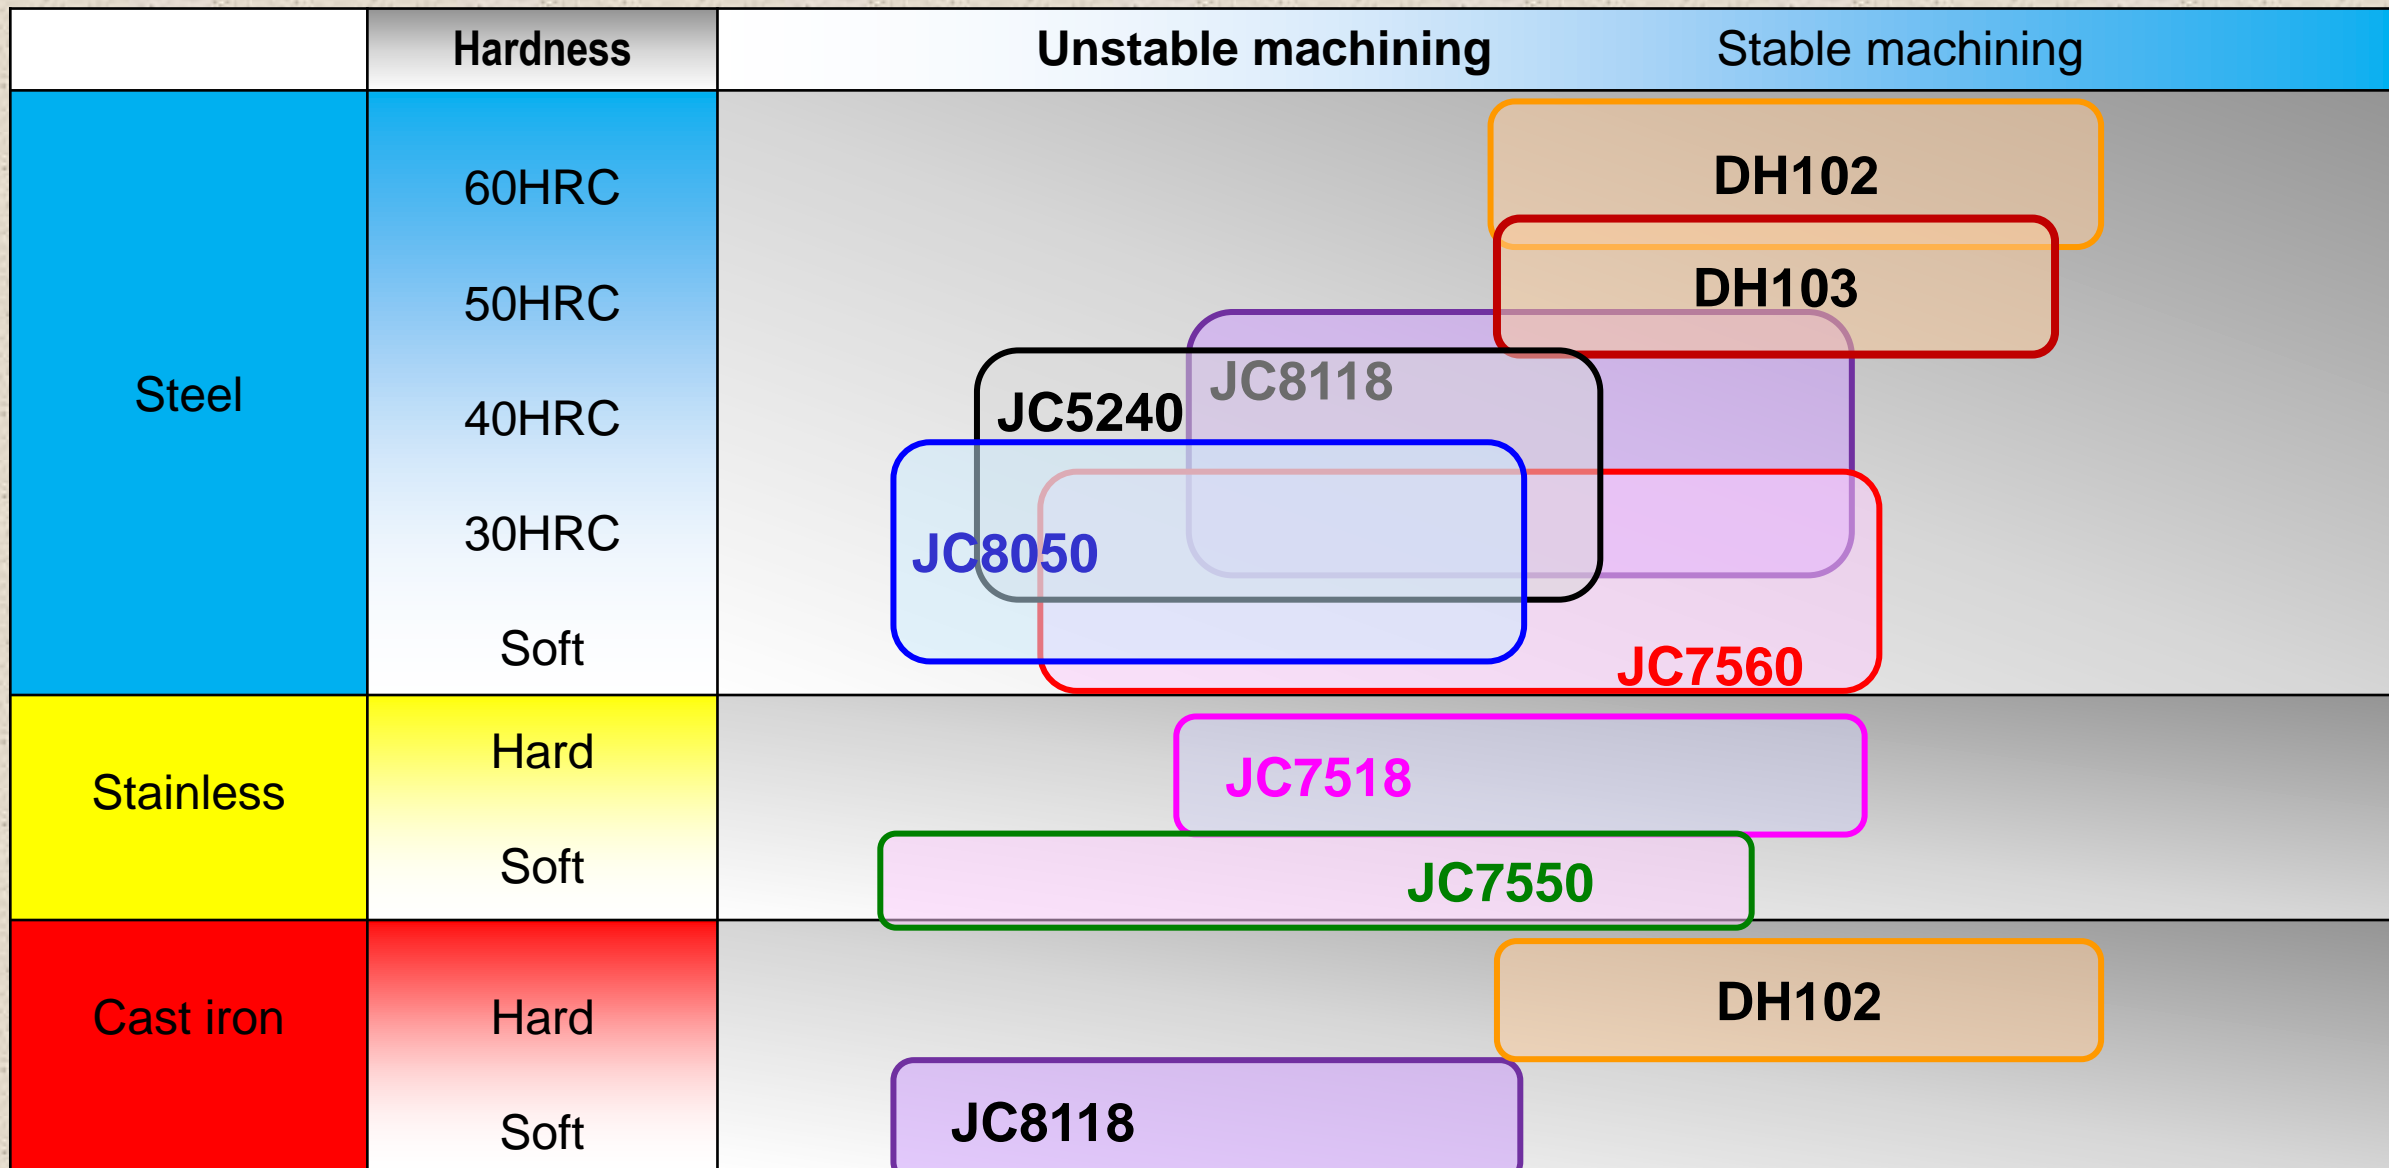 Hardness
Unstable machining
Stable machining
Steel
60HRC
50HRC
40HRC
30HRC
Soft
DH102
DH103
JC8118
JC5240
JC8050
JC7560
Stainless
Hard
Soft
JC7518
JC7550
Cast iron
Hard
Soft
DH102
JC8118